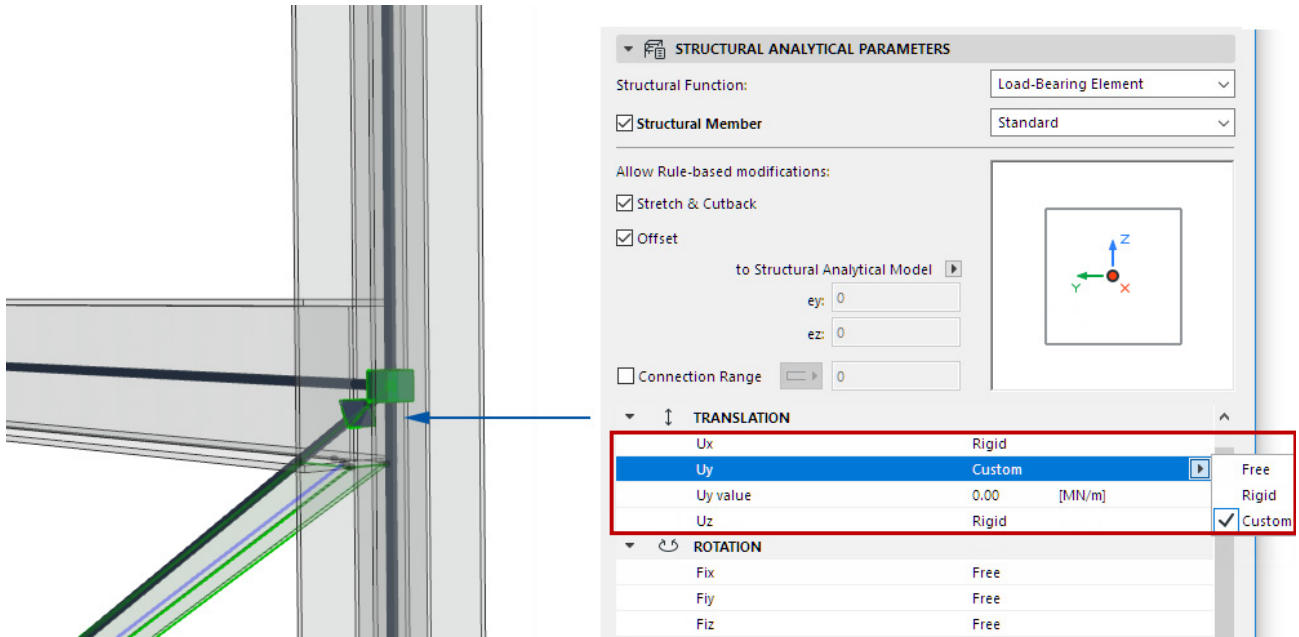 STRUCTURAL ANALYTICAL PARAMETERS
Structural Function: Load-Bearing Element
Structural Member Standard
Allow Rule-based modifications:
Stretch & Cutback
Offset
to Structural Analytical Model
ey: 0
ez: 0
Connection Range 0
Z
Y X
TRANSLATION
Ux Rigid
Uy Custom
Uy value 0.00 [MN/m]
Uz Rigid
Free
Rigid
Custom
ROTATION
Fix Free
Fiy Free
Fiz Free